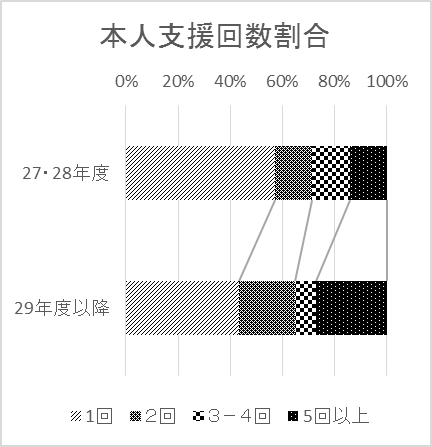 本人支援回数割合
0% 20% 40% 60% 80% 100%
27・28年度
29年度以降
1回 ２回 ３－４回 5回以上